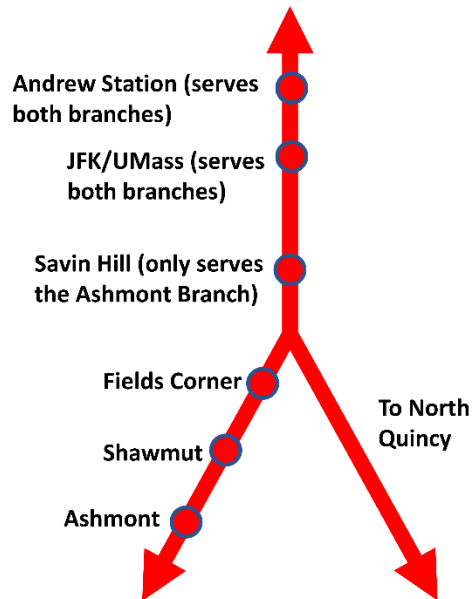 Andrew Station (serves
both branches)
JFK/UMass (serves
both branches)
Savin Hill (only serves
the Ashmont Branch)
Fields Corner
To North
Quincy
Shawmut
Ashmont